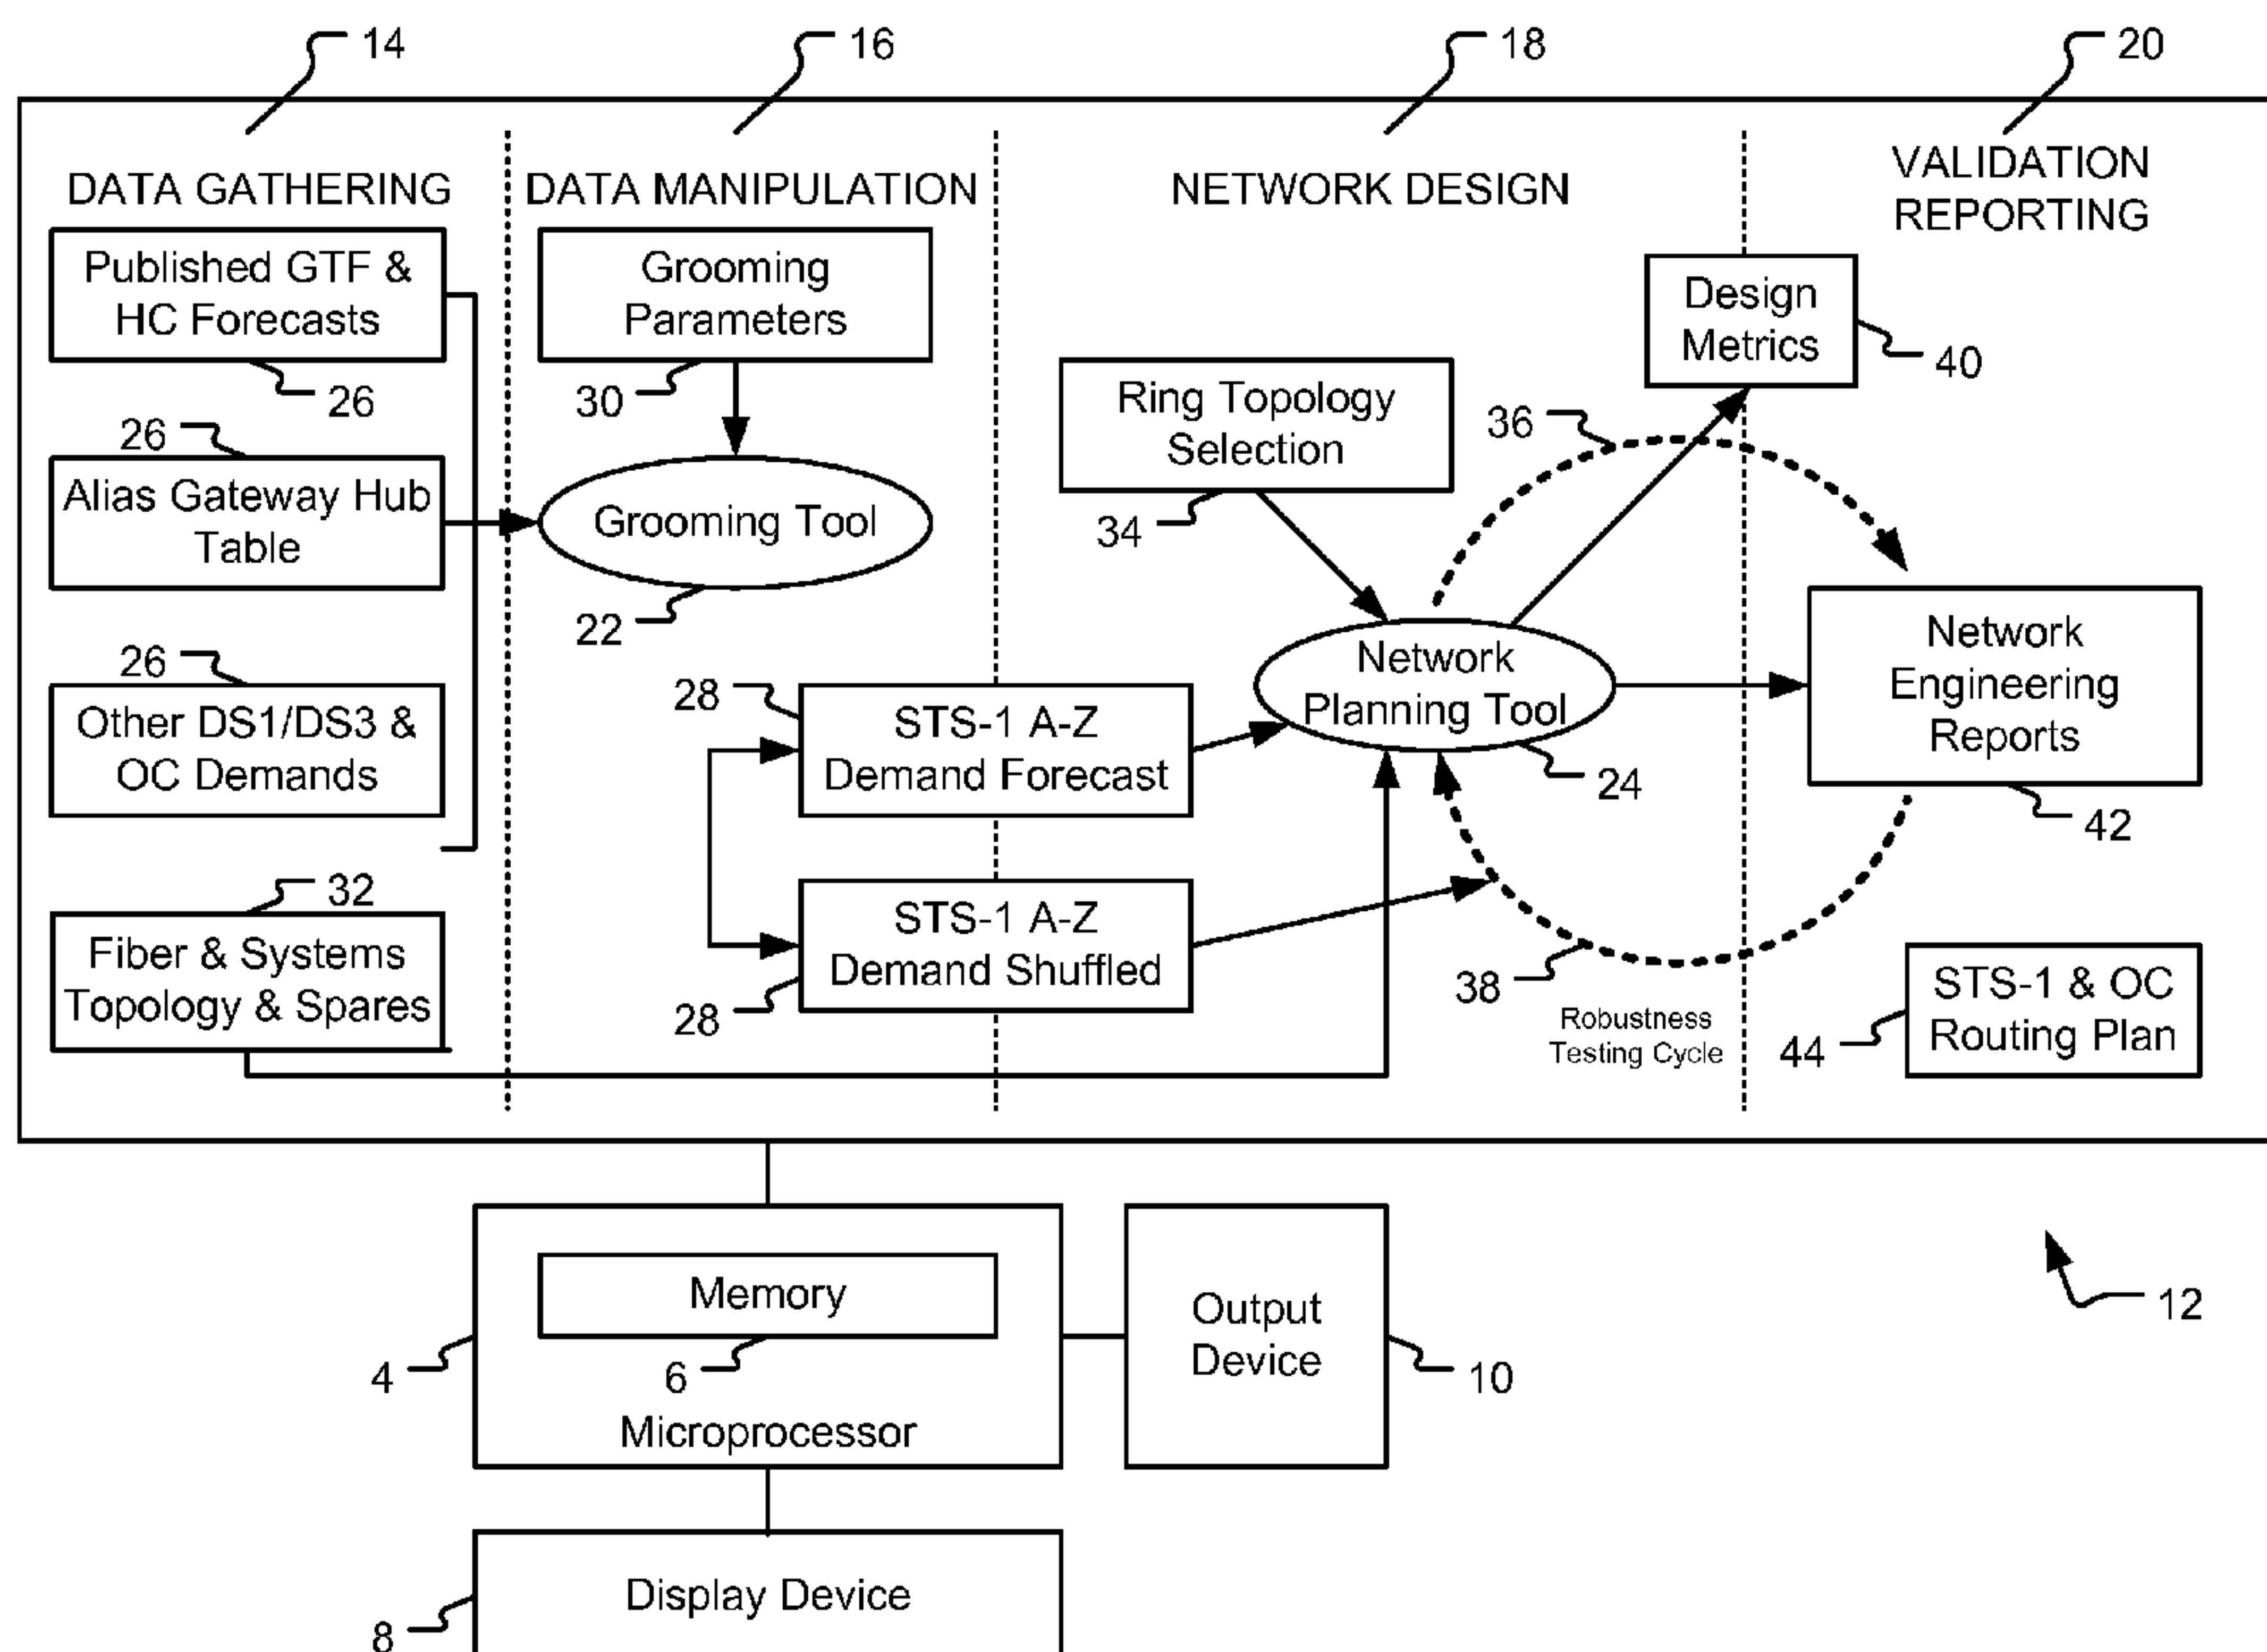 14
16
18
20
DATA GATHERING
DATA MANIPULATION
NETWORK DESIGN
VALIDATION
REPORTING
Published GTF &
HC Forecasts
26
Alias Gateway Hub
Table
26
Other DS1/DS3 &
OC Demands
26
Fiber & Systems
Topology & Spares
32
Grooming
Parameters
30
Grooming Tool
22
STS-1 A-Z
Demand Forecast
28
STS-1 A-Z
Demand Shuffled
28
Ring Topology
Selection
34
36
Network
Planning Tool
24
38
Robustness
Testing Cycle
Design
Metrics
40
Network
Engineering
Reports
42
STS-1 & OC
Routing Plan
44
Memory
6
Microprocessor
4
Output
Device
10
12
Display Device
8